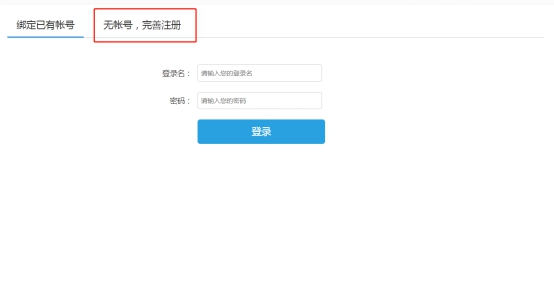 绑定已有帐号 无帐号，完善注册
登录名： 请输入您的登录名
密码： 请输入您的密码
登录